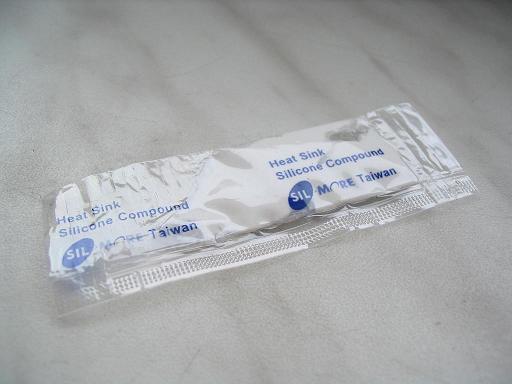 Heat Sink
Silicone Compound
SIL MORE Taiwan
Heat Sink
Silicone Compound
SIL MORE Taiwan